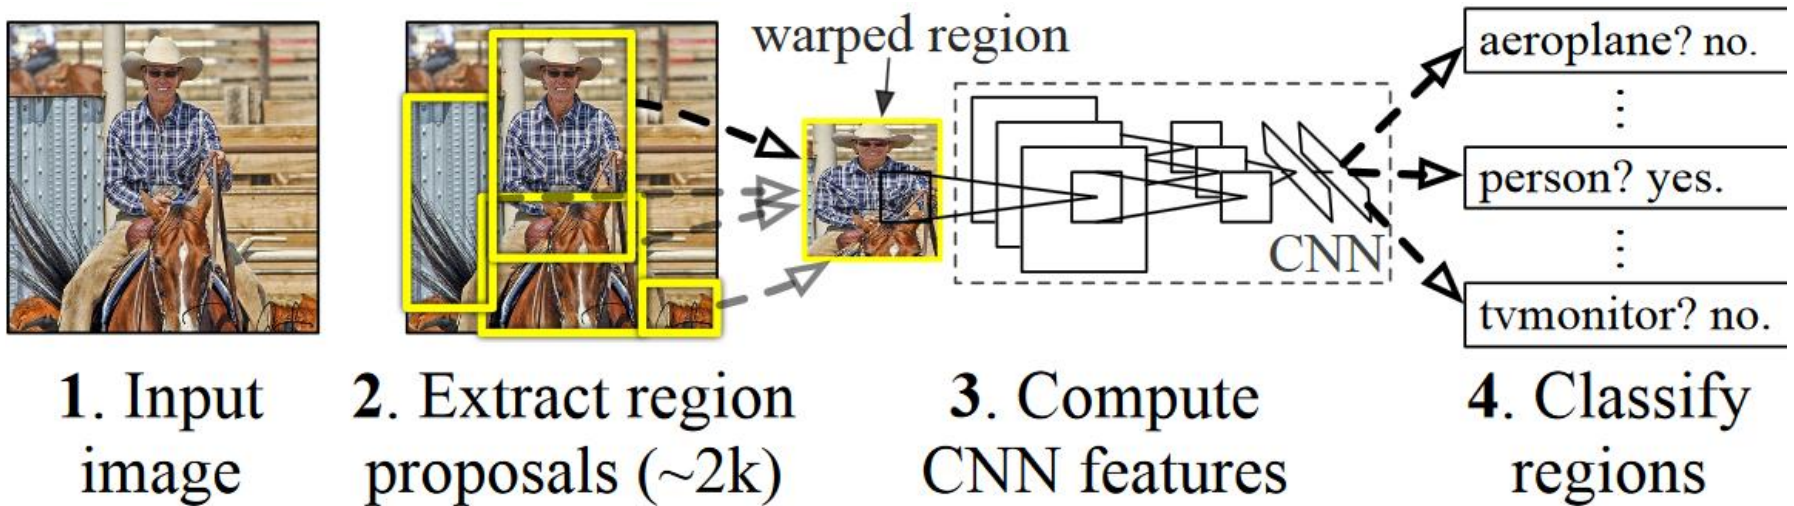 warped region
aeroplane? no.
person? yes.
CNN
tvmonitor? no.
1. Input
image
2. Extract region
proposals (~2k)
3. Compute
CNN features
4. Classify
regions